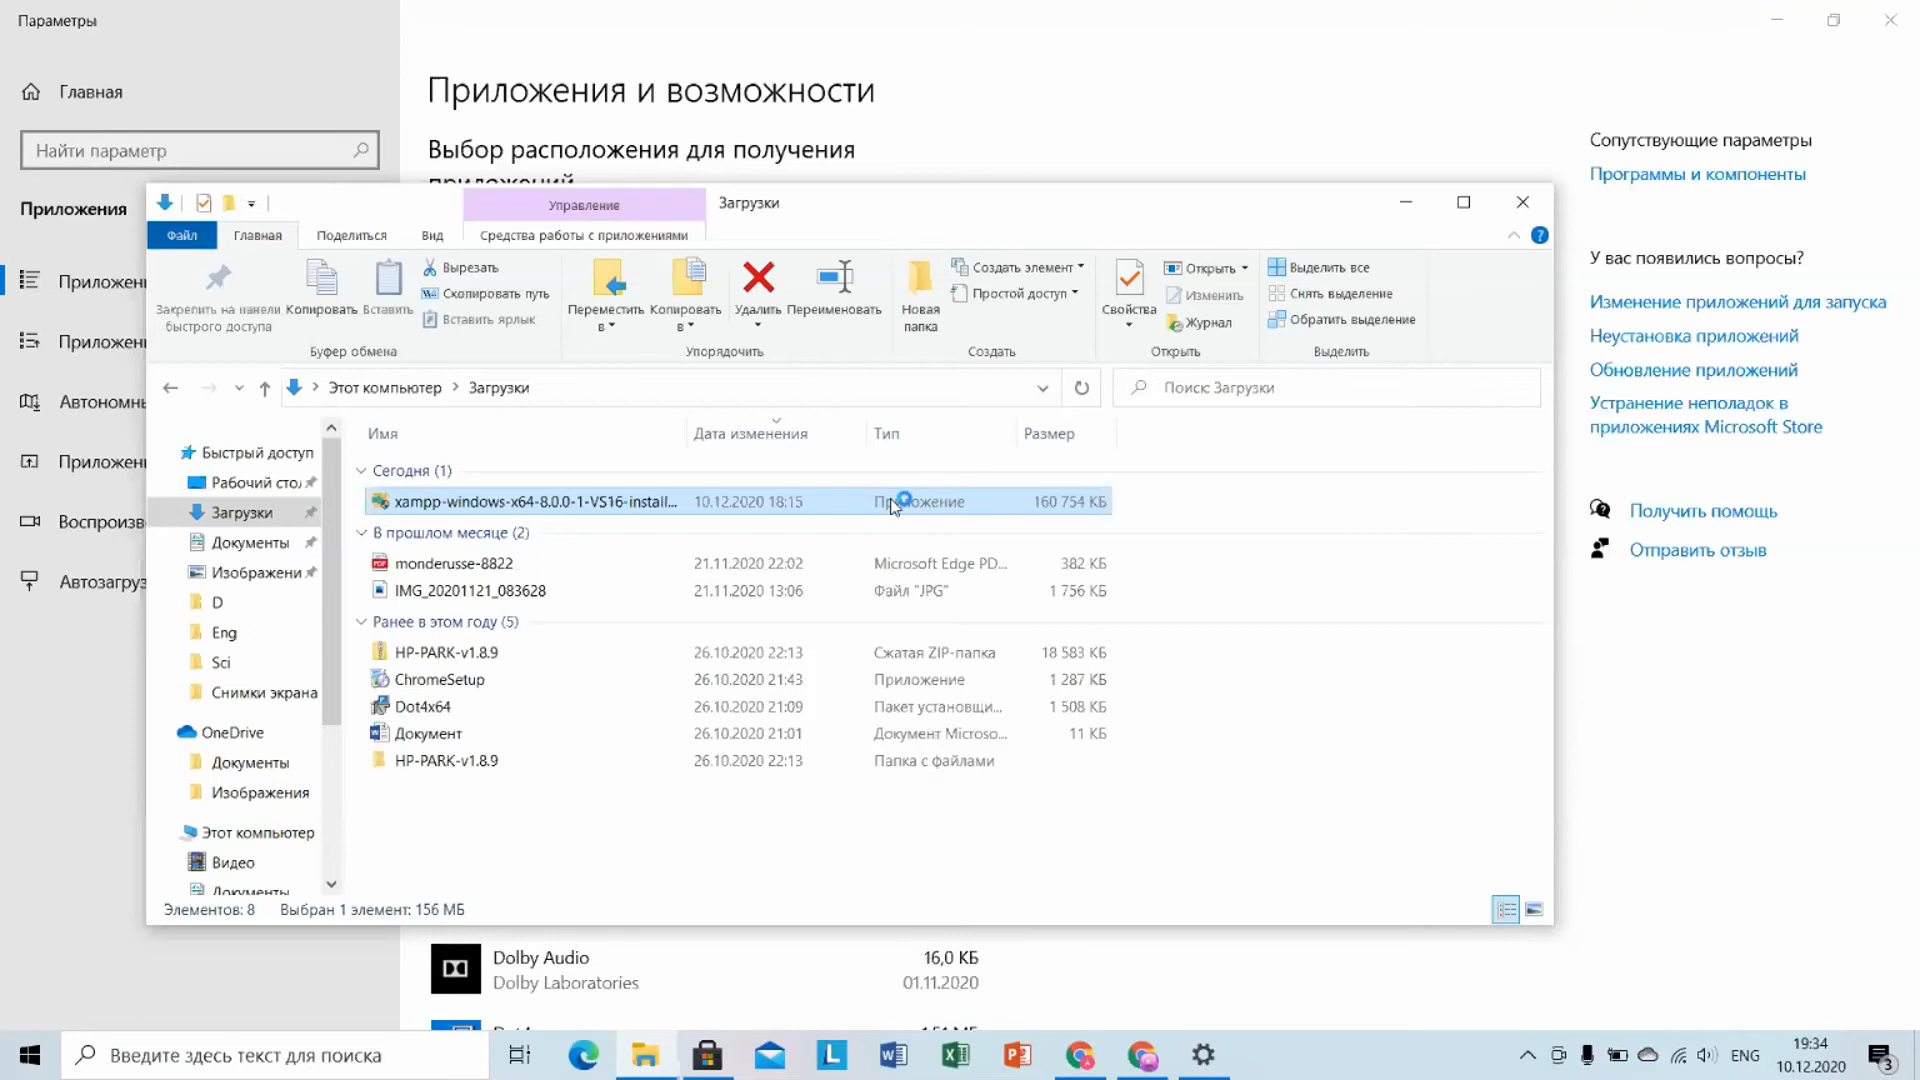 Параметры
Главная
Найти параметр
Приложения
Приложени
Приложени
Автономнь
Приложени
Воспроизв
Автозагруз
Приложения и возможности
Выбор расположения для получения
приложений
Сопутствующие параметры
Программы и компоненты
У вас появились вопросы?
Изменение приложений для запуска
Неустановка приложений
Обновление приложений
Устранение неполадок в
приложениях Microsoft Store
Получить помощь
Отправить отзыв
Управление
Загрузки
Файл
Главная
Поделиться
Вид
Средства работы с приложениями
Закрепить на панели
быстрого доступа
Копировать
Вставить
Вырезать
Скопировать путь
Вставить ярлык
Буфер обмена
Переместить
в
Копировать
в
Удалить
Переименовать
Упорядочить
Новая
папка
Создать элемент
Простой доступ
Создать
Свойства
Открыть
Изменить
Журнал
Открыть
Выделить все
Снять выделение
Обратить выделение
Выделить
Этот компьютер > Загрузки
Поиск: Загрузки
Имя Дата изменения Тип Размер
Быстрый доступ
Рабочий стол
Загрузки
Документы
Изображени
D
Eng
Sci
Снимки экрана
OneDrive
Документы
Изображения
Этот компьютер
Видео
Документы
Сегодня (1)
xampp-windows-x64-8.0.0-1-VS16-install... 10.12.2020 18:15 Приложение 160 754 КБ
В прошлом месяце (2)
monderusse-8822 21.11.2020 22:02 Microsoft Edge PD... 382 КБ
IMG_20201121_083628 21.11.2020 13:06 Файл "JPG" 1 756 КБ
Ранее в этом году (5)
HP-PARK-v1.8.9 26.10.2020 22:13 Сжатая ZIP-папка 18 583 КБ
ChromeSetup 26.10.2020 21:43 Приложение 1 287 КБ
Dot4x64 26.10.2020 21:09 Пакет установщи... 1 508 КБ
Документ 26.10.2020 21:01 Документ Microso... 11 КБ
HP-PARK-v1.8.9 26.10.2020 22:13 Папка с файлами
Элементов: 8 Выбран 1 элемент: 156 МБ
Dolby Audio 16,0 КБ
Dolby Laboratories 01.11.2020
Введите здесь текст для поиска
ENG
19:34
10.12.2020
3